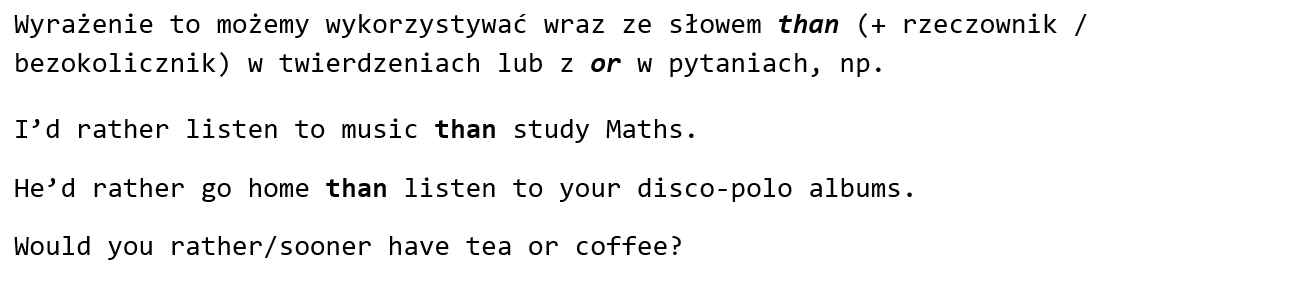 Wyrażenie to możemy wykorzystywać wraz ze słowem than (+ rzeczownik /
bezokolicznik) w twierdzeniach lub z or w pytaniach, np.
I’d rather listen to music than study Maths.
He’d rather go home than listen to your disco-polo albums.
Would you rather/sooner have tea or coffee?